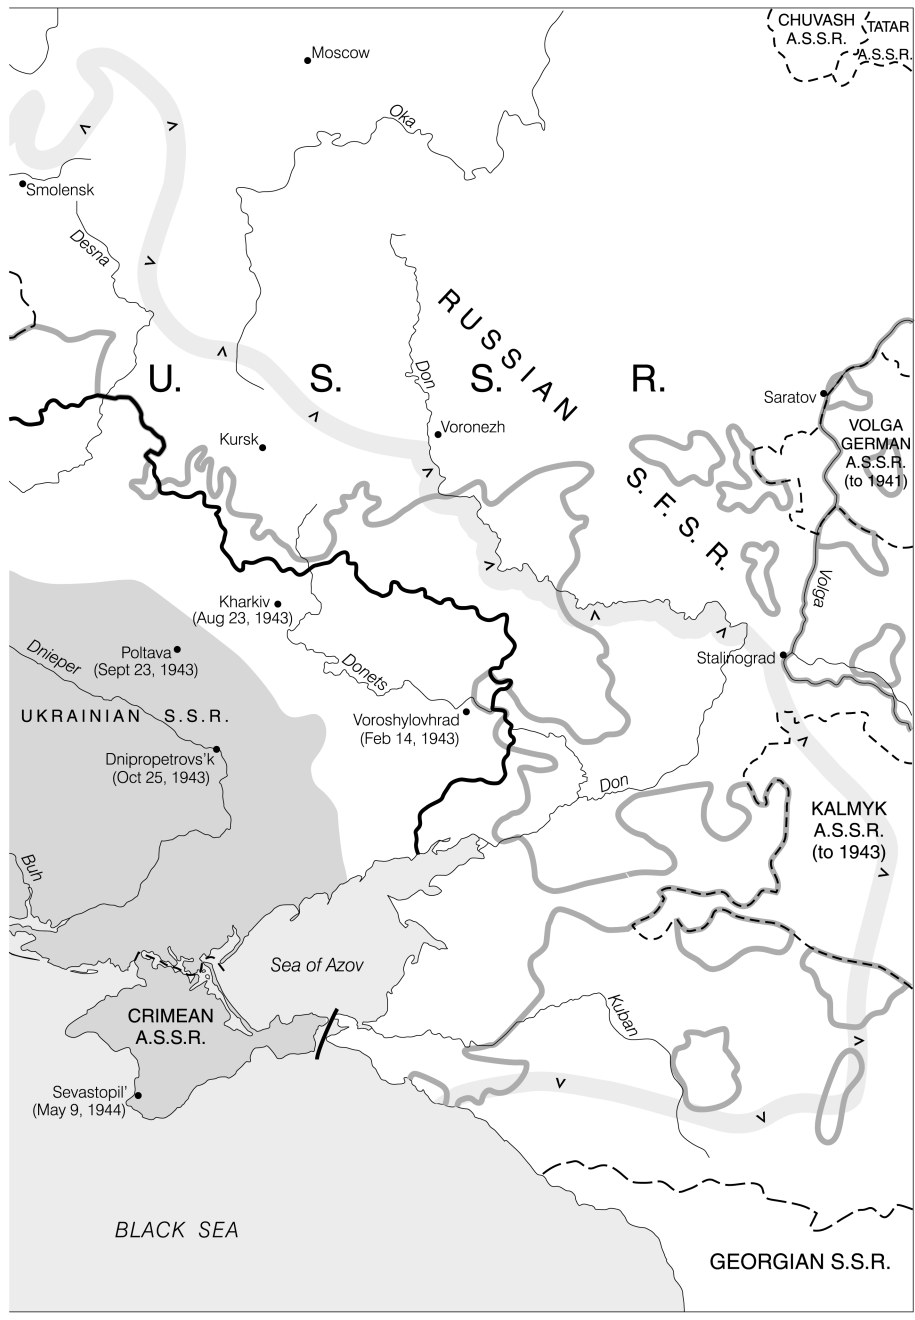 CHUVASH
A.S.S.R.
TATAR
A.S.S.R.
Moscow
Oka
Smolensk
Desna
RUSSIAN
U. S. S. R.
Don
Saratov
Voronezh
Kursk
VOLGA
GERMAN
A.S.S.R.
(to 1941)
S. F. S. R.
Volga
Kharkiv
(Aug 23, 1943)
Poltava
(Sept 23, 1943)
Dnieper
Donets
Stalinograd
UKRAINIAN S.S.R.
Voroshylovhrad
(Feb 14, 1943)
Dnipropetrovs'k
(Oct 25, 1943)
Don
KALMYK
A.S.S.R.
(to 1943)
Buh
Sea of Azov
CRIMEAN
A.S.S.R.
Kuban
Sevastopil'
(May 9, 1944)
BLACK SEA
GEORGIAN S.S.R.